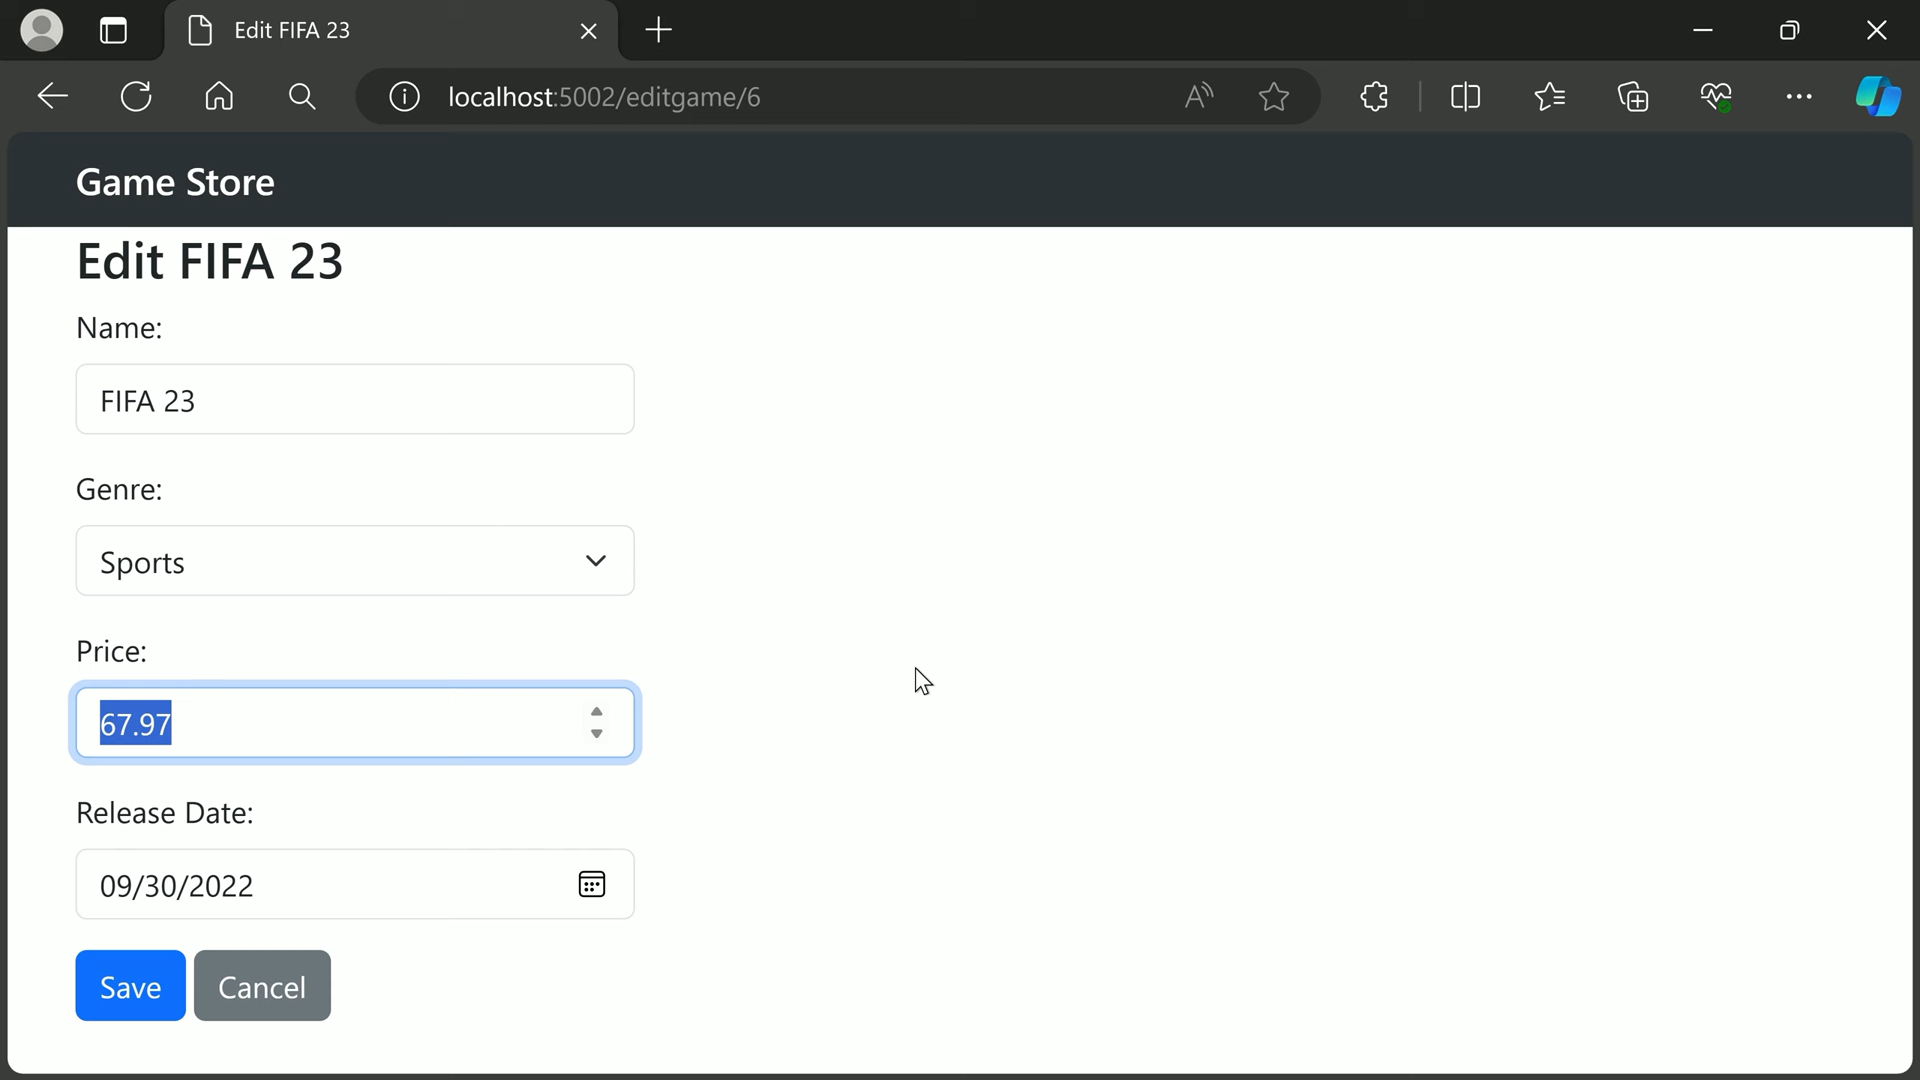 Edit FIFA 23
localhost:5002/editgame/6
Game Store
Edit FIFA 23
Name:
FIFA 23
Genre:
Sports
Price:
67.97
Release Date:
09/30/2022
Save Cancel